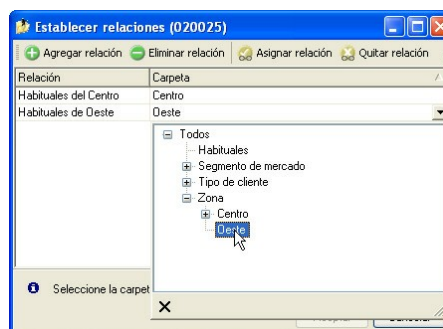 Establecer relaciones (020025)
Agregar relación Eliminar relación Asignar relación Quitar relación
Relación Carpeta
Habituales del Centro Centro
Habituales de Oeste Oeste
Todos
Habituales
Segmento de mercado
Tipo de cliente
Zona
Centro
Oeste
Seleccione la carpet